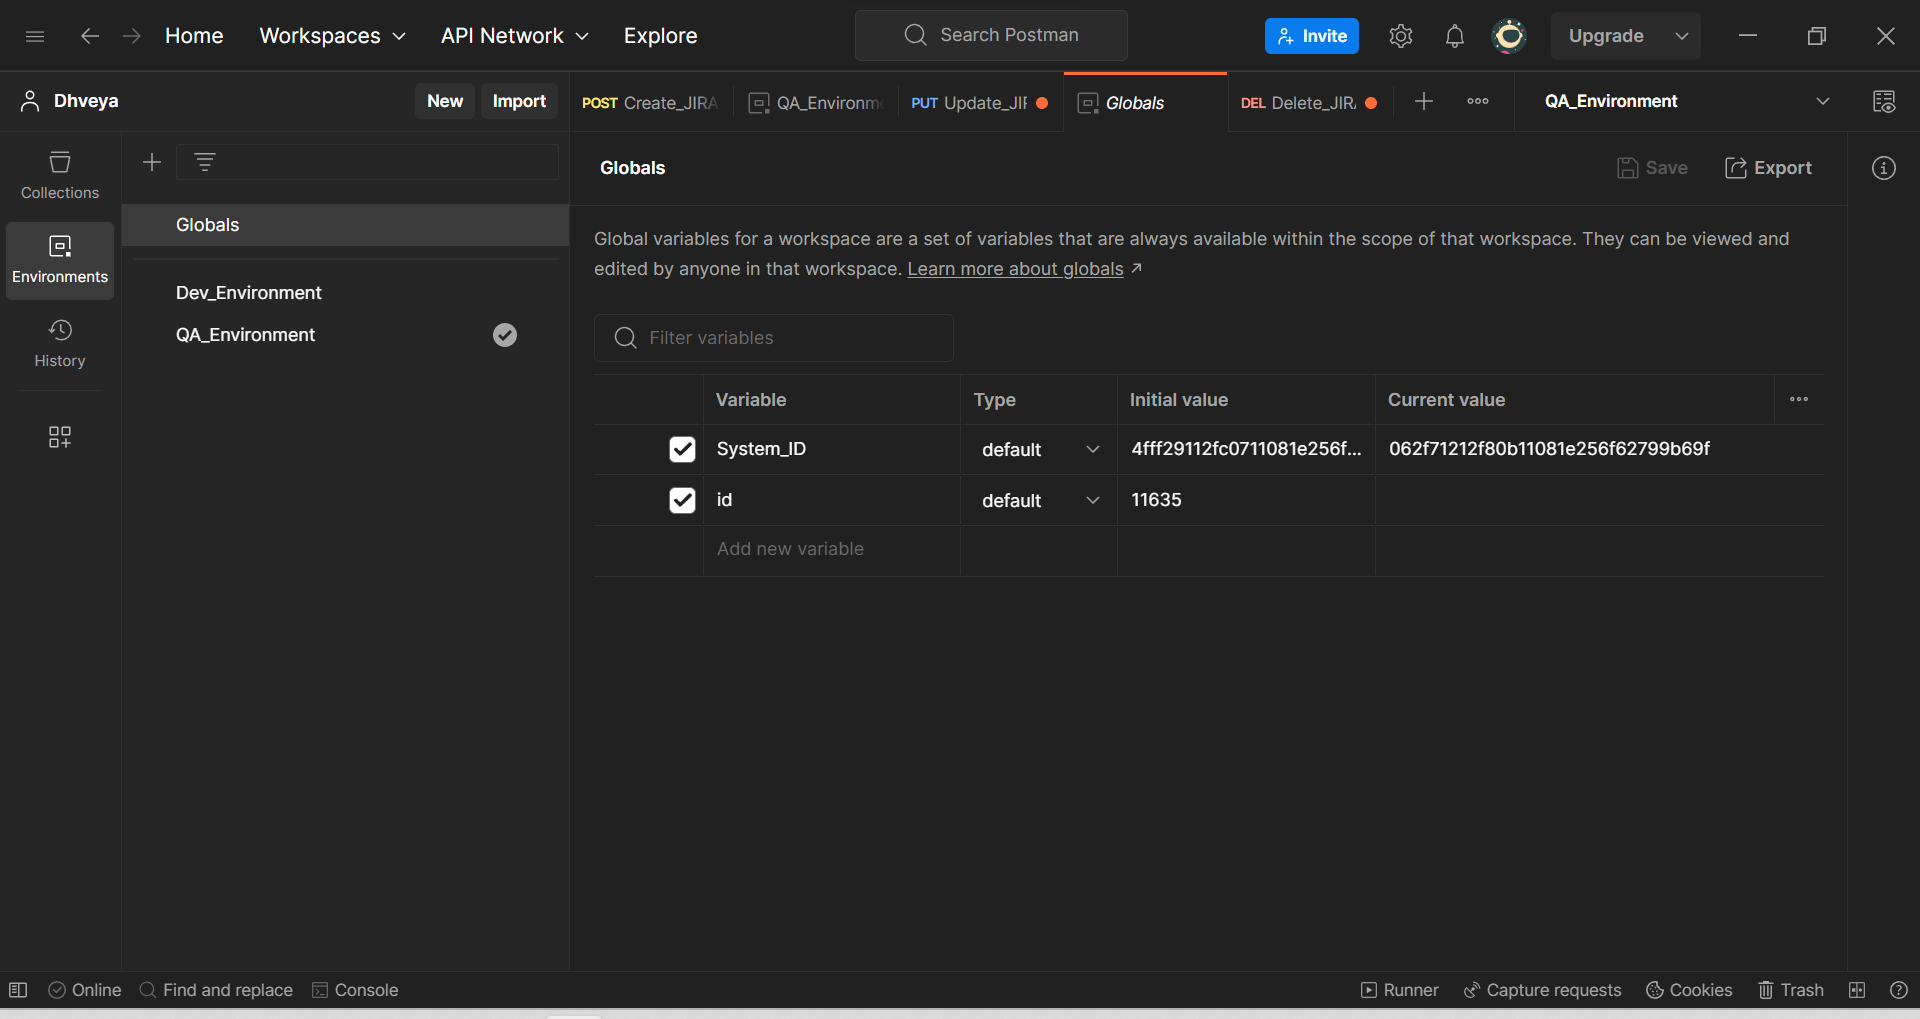 Home Workspaces API Network Explore Search Postman Invite Upgrade
Dhveya New Import POST Create_JIRA QA_Environm PUT Update_JIF Globals DEL Delete_JIR QA_Environment
Collections
Environments
History
Globals
Dev_Environment
QA_Environment
Globals Save Export
Global variables for a workspace are a set of variables that are always available within the scope of that workspace. They can be viewed and
edited by anyone in that workspace. Learn more about globals ↗
Filter variables
Variable Type Initial value Current value
System_ID default 4fff29112fc0711081e256f... 062f71212f80b11081e256f62799b69f
id default 11635
Add new variable
Online Find and replace Console Runner Capture requests Cookies Trash